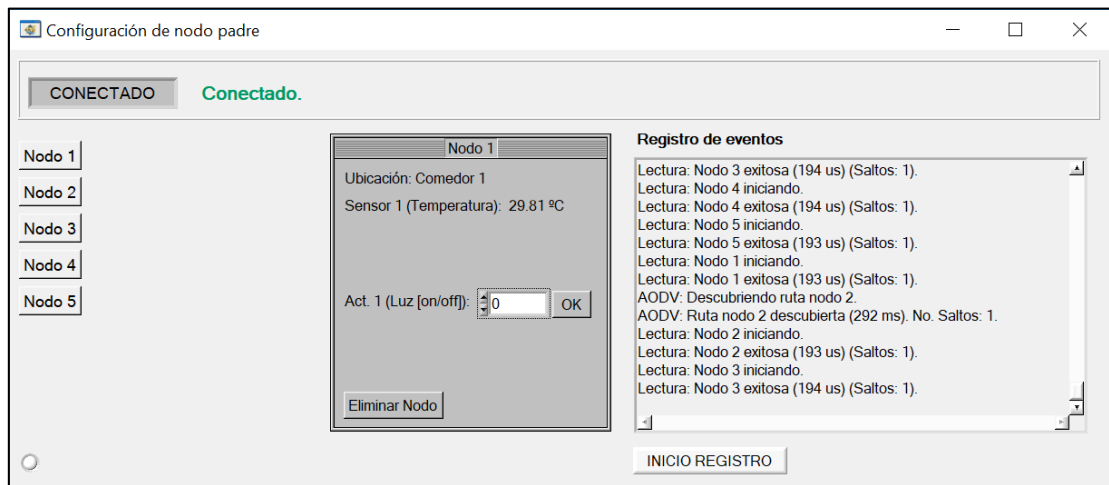 Configuración de nodo padre
CONECTADO
Conectado.
Nodo 1
Nodo 2
Nodo 3
Nodo 4
Nodo 5
Nodo 1
Ubicación: Comedor 1
Sensor 1 (Temperatura): 29.81 ºC
Act. 1 (Luz [on/off]): 0 OK
Eliminar Nodo
Registro de eventos
Lectura: Nodo 3 exitosa (194 us) (Saltos: 1).
Lectura: Nodo 4 iniciando.
Lectura: Nodo 4 exitosa (194 us) (Saltos: 1).
Lectura: Nodo 5 iniciando.
Lectura: Nodo 5 exitosa (193 us) (Saltos: 1).
Lectura: Nodo 1 iniciando.
Lectura: Nodo 1 exitosa (193 us) (Saltos: 1).
AODV: Descubriendo ruta nodo 2.
AODV: Ruta nodo 2 descubierta (292 ms). No. Saltos: 1.
Lectura: Nodo 2 iniciando.
Lectura: Nodo 2 exitosa (193 us) (Saltos: 1).
Lectura: Nodo 3 iniciando.
Lectura: Nodo 3 exitosa (194 us) (Saltos: 1).
INICIO REGISTRO